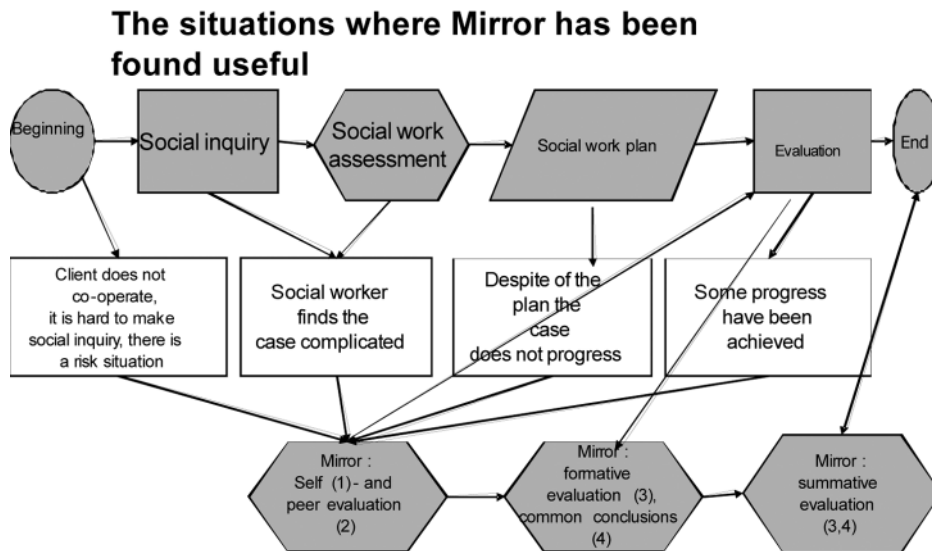 The situations where Mirror has been
found useful
Beginning
Social inquiry
Social work
assessment
Social work plan
Evaluation
End
Client does not
co-operate,
it is hard to make
social inquiry, there is
a risk situation
Social worker
finds the
case complicated
Despite of the
plan the
case
does not progress
Some progress
have been
achieved
Mirror :
Self (1)- and
peer evaluation
(2)
Mirror :
formative
evaluation (3),
common conclusions
(4)
Mirror :
summative
evaluation
(3,4)